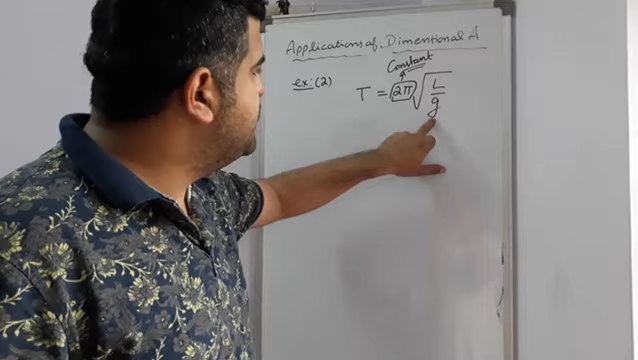 Applications of Dimentional A
Constant
ex:(2) T = 2π √ L / g